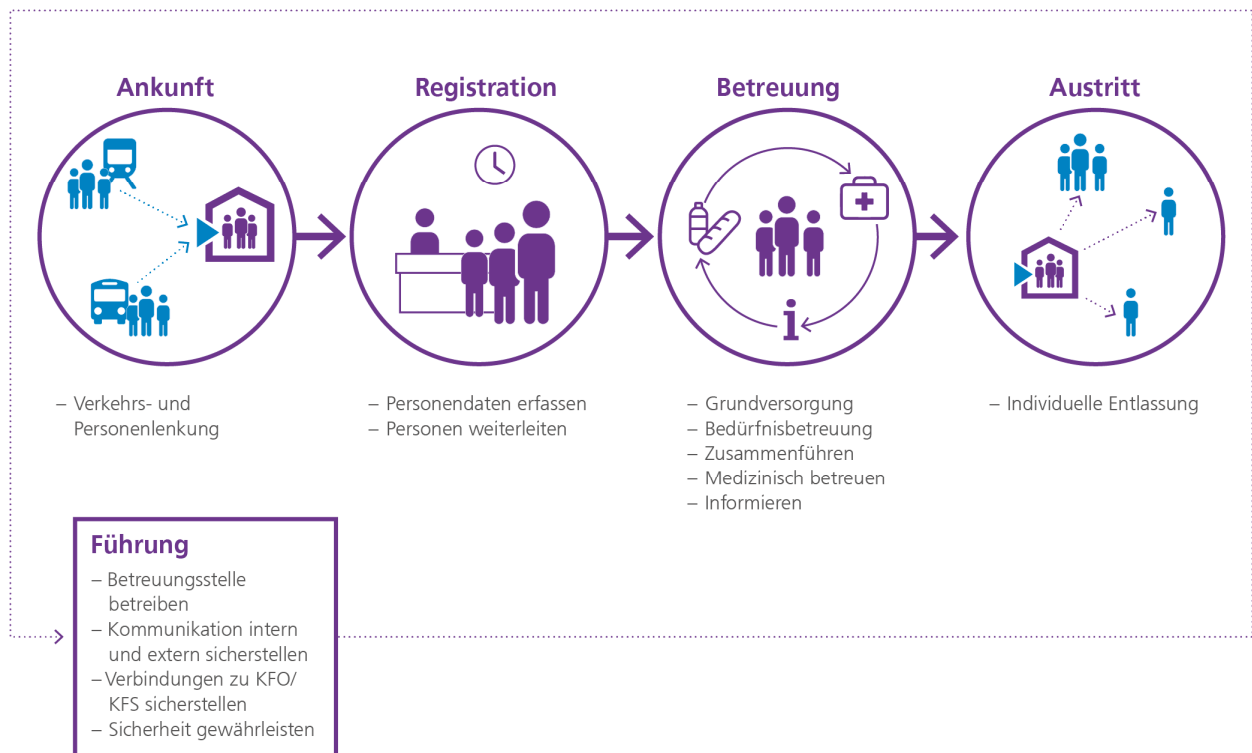 Ankunft
– Verkehrs- und
Personenlenkung
Registration
– Personendaten erfassen
– Personen weiterleiten
Betreuung
– Grundversorgung
– Bedürfnisbetreuung
– Zusammenführen
– Medizinisch betreuen
– Informieren
Austritt
– Individuelle Entlassung
Führung
– Betreuungsstelle
betreiben
– Kommunikation intern
und extern sicherstellen
– Verbindungen zu KFO/
KFS sicherstellen
– Sicherheit gewährleisten